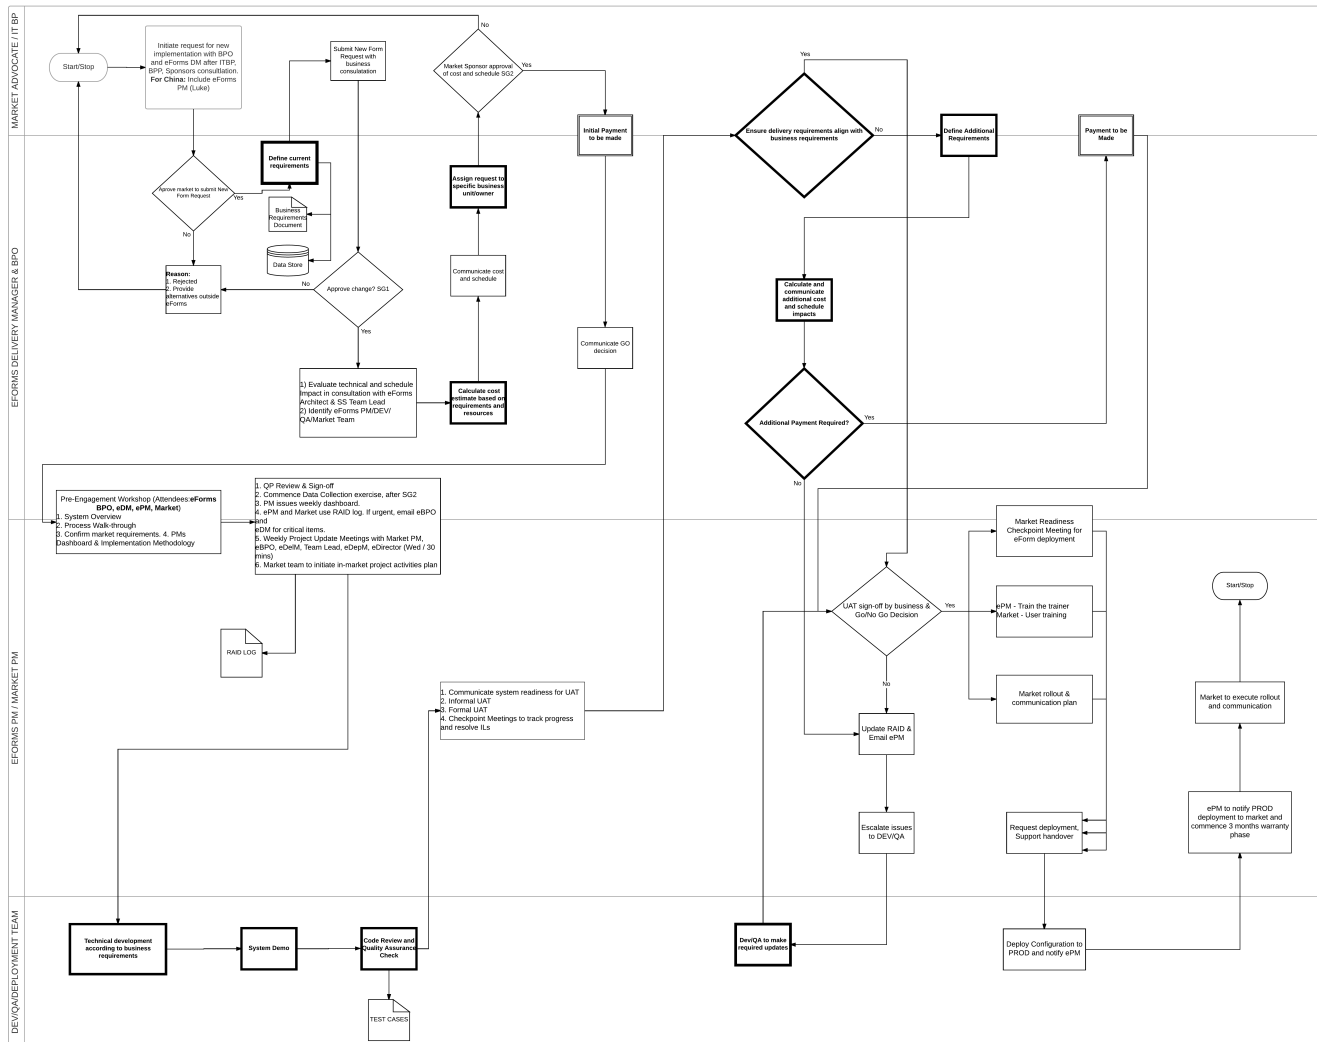 MARKET ADVOCATE / IT BP
Start/Stop
Initiate request for new
implementation with BPO
and eForms DM after ITBP,
BPP, Sponsors consultlation.
For China: Include eForms
PM (Luke)
Submit New Form
Request with
business
consulatation
No
Market Sponsor approval
of cost and schedule SG2
Yes
Initial Payment
to be made
Yes
Ensure delivery requirements align with
business requirements
No
Define Additional
Requirements
Payment to be
Made
EFORMS DELIVERY MANAGER & BPO
Define current
requirements
Aprove market to submit New
Form Request
Yes
No
Business
Requirements
Document
Data Store
Reason:
1. Rejected
2. Provide
alternatives outside
eForms
No
Approve change? SG1
Yes
Assign request to
specific business
unit/owner
Communicate cost
and schedule
Calculate cost
estimate based on
requirements and
resources
1) Evaluate technical and schedule
Impact in consultation with eForms
Architect & SS Team Lead
2) Identify eForms PM/DEV/
QA/Market Team
Communicate GO
decision
Calculate and
communicate
additional cost
and schedule
impacts
Additional Payment Required?
Yes
No
Pre-Engagement Workshop (Attendees:eForms
BPO, eDM, ePM, Market)
1. System Overview
2. Process Walk-through
3. Confirm market requirements. 4. PMs
Dashboard & Implementation Methodology
1. QP Review & Sign-off
2. Commence Data Collection exercise, after SG2
3. PM issues weekly dashboard.
4. ePM and Market use RAID log. If urgent, email eBPO
and
eDM for critical items.
5. Weekly Project Update Meetings with Market PM,
eBPO, eDelM, Team Lead, eDepM, eDirector (Wed / 30
mins)
6. Market team to initiate in-market project activities plan
EFORMS PM / MARKET PM
RAID LOG
1. Communicate system readiness for UAT
2. Informal UAT
3. Formal UAT
4. Checkpoint Meetings to track progress
and resolve ILs
UAT sign-off by business &
Go/No Go Decision
Yes
No
Market Readiness
Checkpoint Meeting for
eForm deployment
ePM - Train the trainer
Market - User training
Market rollout &
communication plan
Update RAID &
Email ePM
Escalate issues
to DEV/QA
Request deployment,
Support handover
Start/Stop
Market to execute rollout
and communication
ePM to notify PROD
deployment to market and
commence 3 months warranty
phase
DEV/QA/DEPLOYMENT TEAM
Technical development
according to business
requirements
System Demo
Code Review and
Quality Assurance
Check
TEST CASES
Dev/QA to make
required updates
Deploy Configuration to
PROD and notify ePM